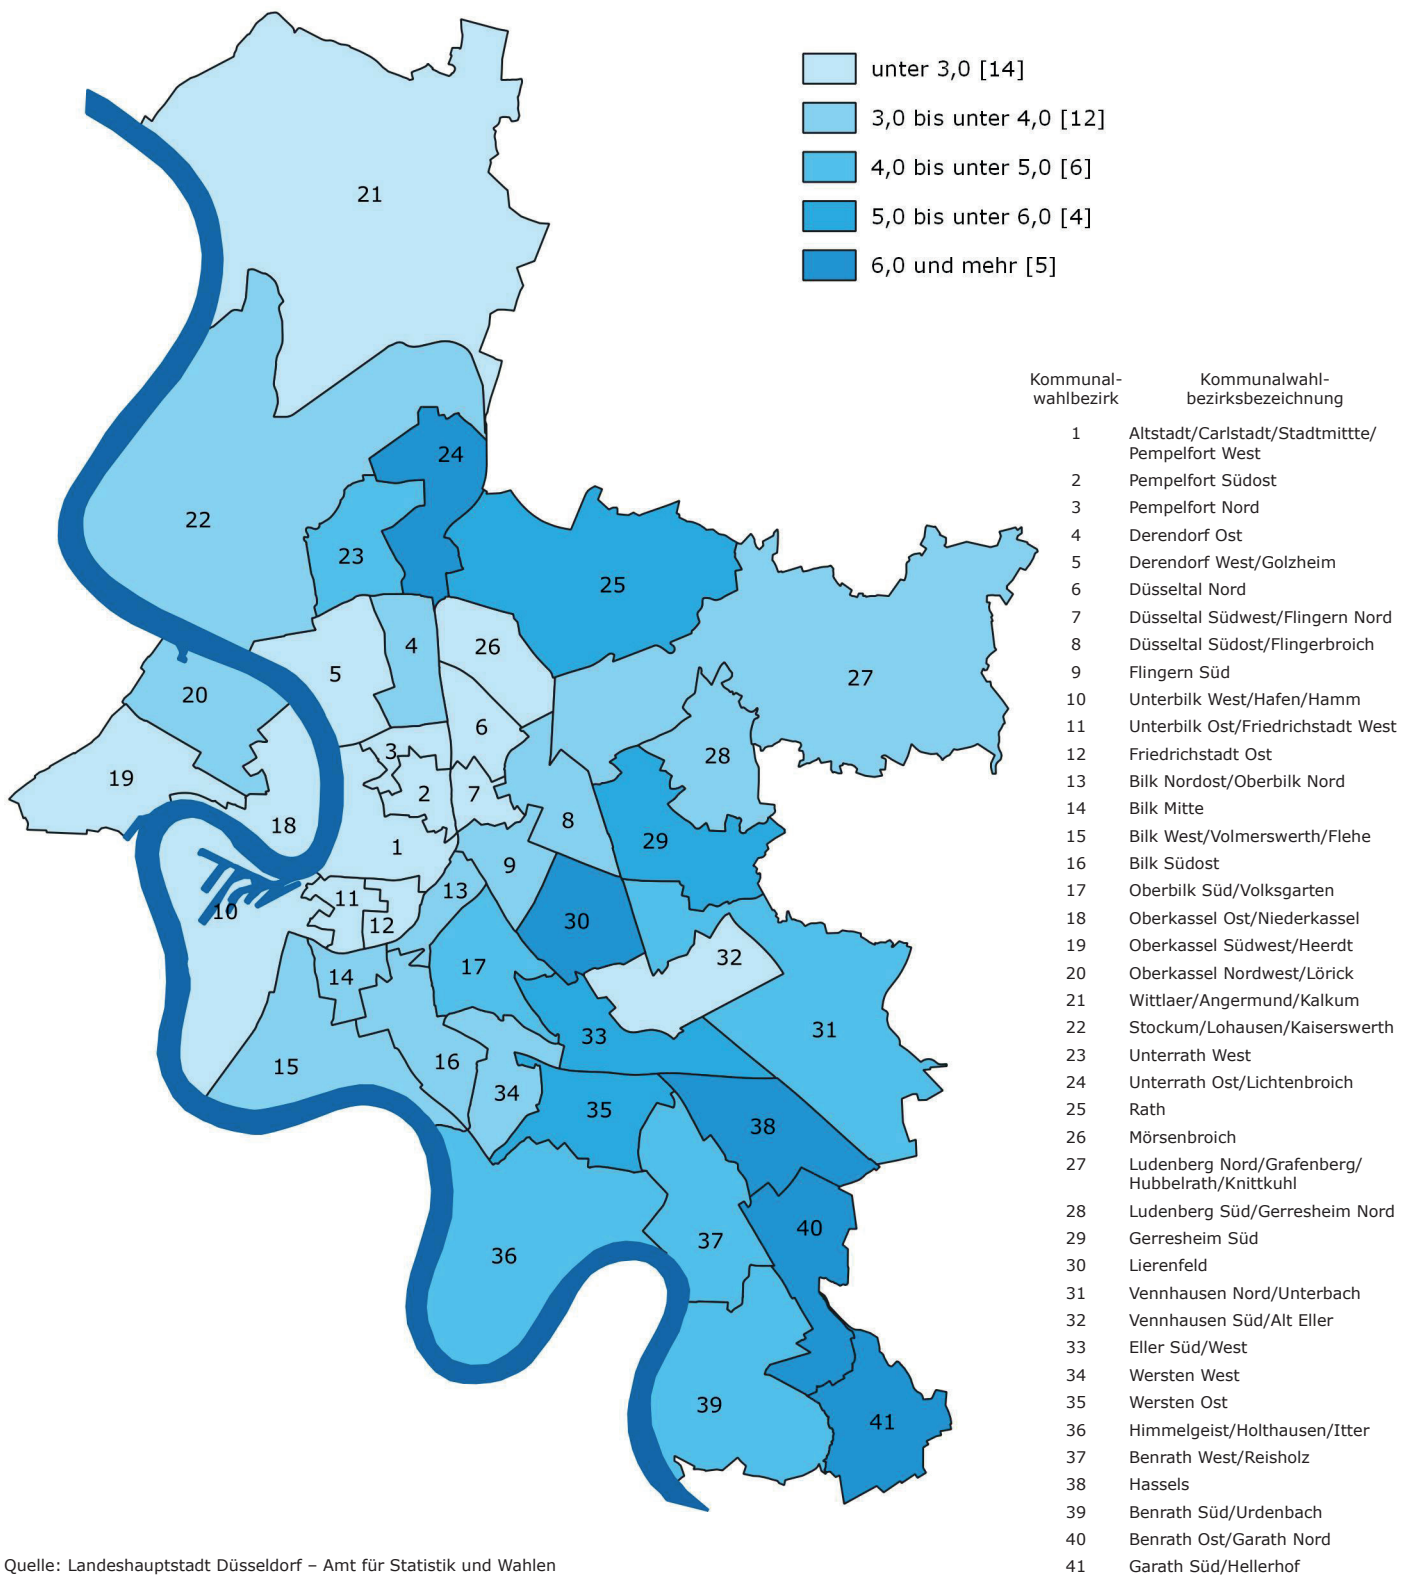 unter 3,0 [14]
3,0 bis unter 4,0 [12]
4,0 bis unter 5,0 [6]
5,0 bis unter 6,0 [4]
6,0 und mehr [5]
21
24
22
23
25
26
4
5
27
20
6
3
28
19
2
7
18
8
29
1
9
13
11
10
30
12
32
17
14
31
33
16
15
34
35
38
40
37
36
39
41
Kommunal-
wahlbezirk
Kommunalwahl-
bezirksbezeichnung
1 Altstadt/Carlstadt/Stadtmittte/
Pempelfort West
2 Pempelfort Südost
3 Pempelfort Nord
4 Derendorf Ost
5 Derendorf West/Golzheim
6 Düsseltal Nord
7 Düsseltal Südwest/Flingern Nord
8 Düsseltal Südost/Flingerbroich
9 Flingern Süd
10 Unterbilk West/Hafen/Hamm
11 Unterbilk Ost/Friedrichstadt West
12 Friedrichstadt Ost
13 Bilk Nordost/Oberbilk Nord
14 Bilk Mitte
15 Bilk West/Volmerswerth/Flehe
16 Bilk Südost
17 Oberbilk Süd/Volksgarten
18 Oberkassel Ost/Niederkassel
19 Oberkassel Südwest/Heerdt
20 Oberkassel Nordwest/Lörick
21 Wittlaer/Angermund/Kalkum
22 Stockum/Lohausen/Kaiserswerth
23 Unterrath West
24 Unterrath Ost/Lichtenbroich
25 Rath
26 Mörsenbroich
27 Ludenberg Nord/Grafenberg/
Hubbelrath/Knittkuhl
28 Ludenberg Süd/Gerresheim Nord
29 Gerresheim Süd
30 Lierenfeld
31 Vennhausen Nord/Unterbach
32 Vennhausen Süd/Alt Eller
33 Eller Süd/West
34 Wersten West
35 Wersten Ost
36 Himmelgeist/Holthausen/Itter
37 Benrath West/Reisholz
38 Hassels
39 Benrath Süd/Urdenbach
40 Benrath Ost/Garath Nord
41 Garath Süd/Hellerhof
Quelle: Landeshauptstadt Düsseldorf – Amt für Statistik und Wahlen